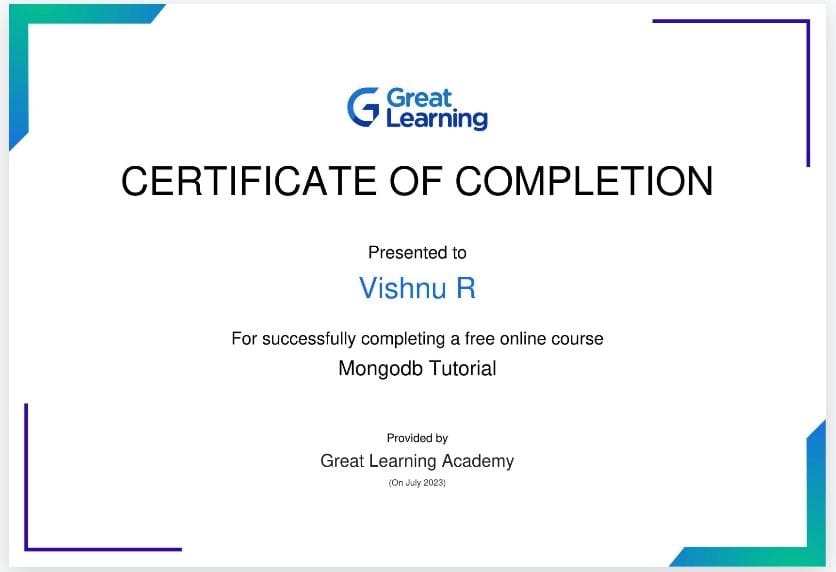 Great
Learning
CERTIFICATE OF COMPLETION
Presented to
Vishnu R
For successfully completing a free online course
Mongodb Tutorial
Provided by
Great Learning Academy
(On July 2023)